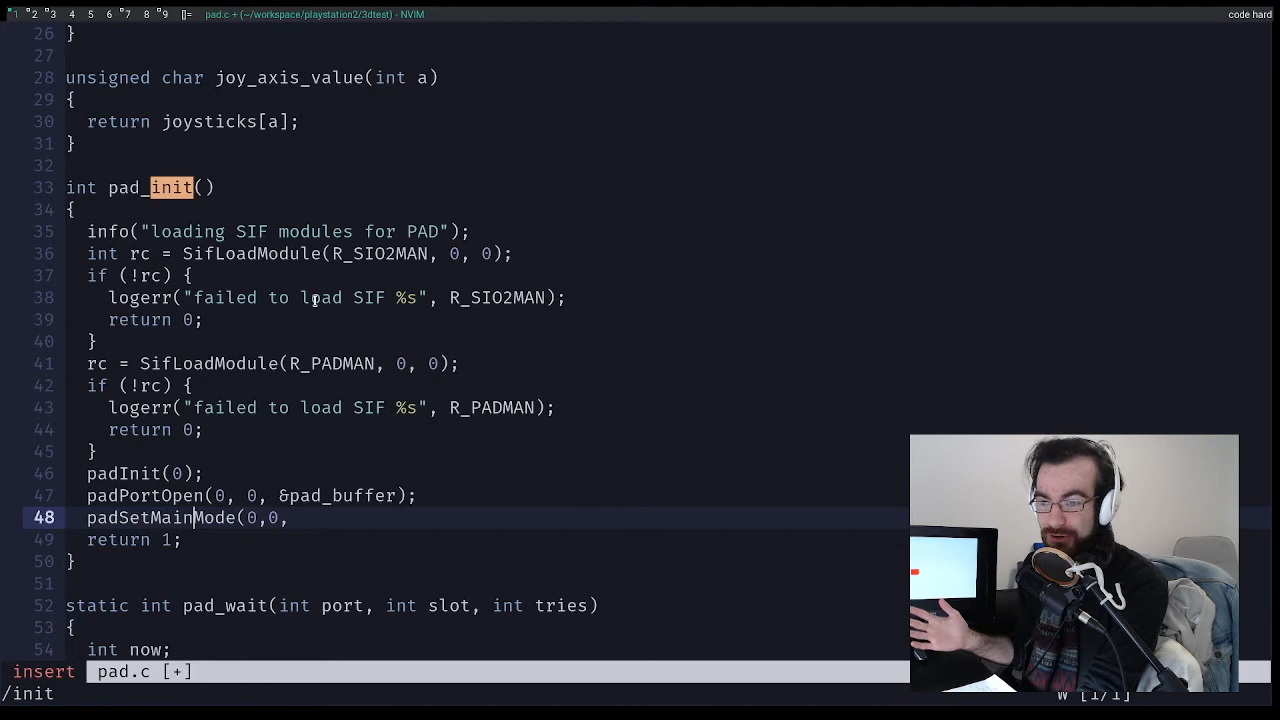 1 2 3 4 5 6 7 8 9 []= pad.c + (~/workspace/playstation2/3dtest) - NVIM code hard
26 }
27
28 unsigned char joy_axis_value(int a)
29 {
30 return joysticks[a];
31 }
32
33 int pad_init()
34 {
35 info("loading SIF modules for PAD");
36 int rc = SifLoadModule(R_SIO2MAN, 0, 0);
37 if (!rc) {
38 logerr("failed to load SIF %s", R_SIO2MAN);
39 return 0;
40 }
41 rc = SifLoadModule(R_PADMAN, 0, 0);
42 if (!rc) {
43 logerr("failed to load SIF %s", R_PADMAN);
44 return 0;
45 }
46 padInit(0);
47 padPortOpen(0, 0, &pad_buffer);
48 padSetMainMode(0,0,
49 return 1;
50 }
51
52 static int pad_wait(int port, int slot, int tries)
53 {
54 int now;
insert pad.c [+]
/init W [1/1]